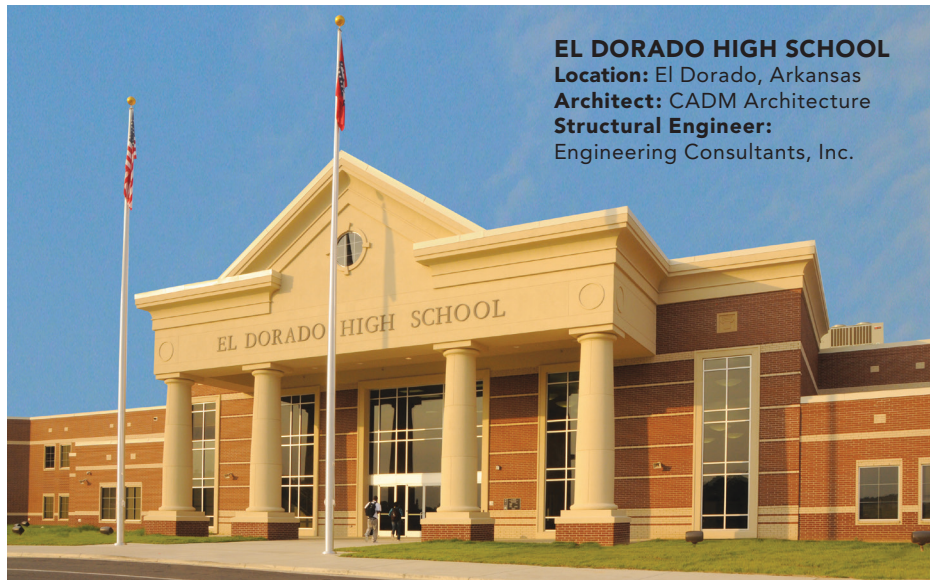 EL DORADO HIGH SCHOOL
Location: El Dorado, Arkansas
Architect: CADM Architecture
Structural Engineer:
Engineering Consultants, Inc.
EL DORADO HIGH SCHOOL